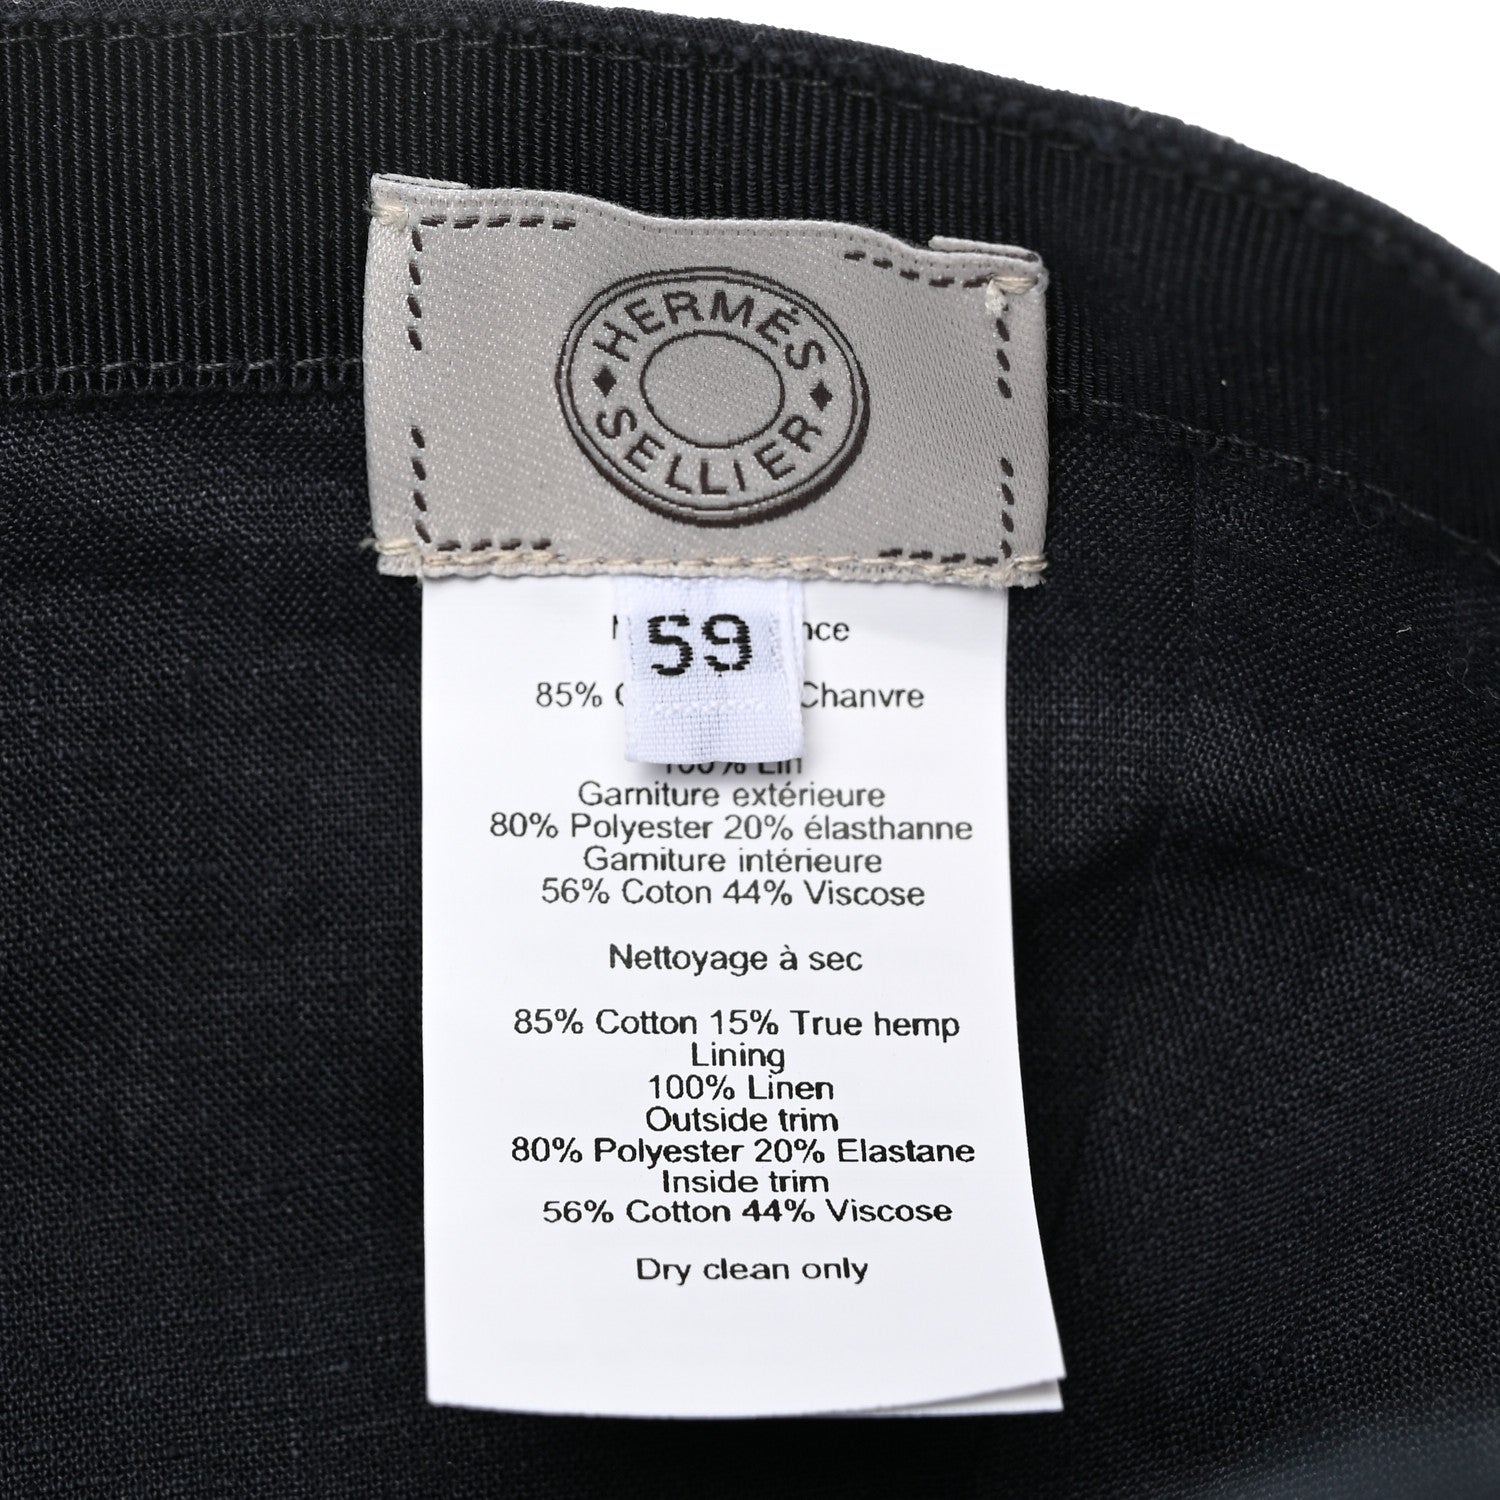 HERMÈS
SELLIER
59
85% Chanvre
100% Lin
Garniture extérieure
80% Polyester 20% élasthanne
Garniture intérieure
56% Coton 44% Viscose
Nettoyage à sec
85% Cotton 15% True hemp
Lining
100% Linen
Outside trim
80% Polyester 20% Elastane
Inside trim
56% Cotton 44% Viscose
Dry clean only